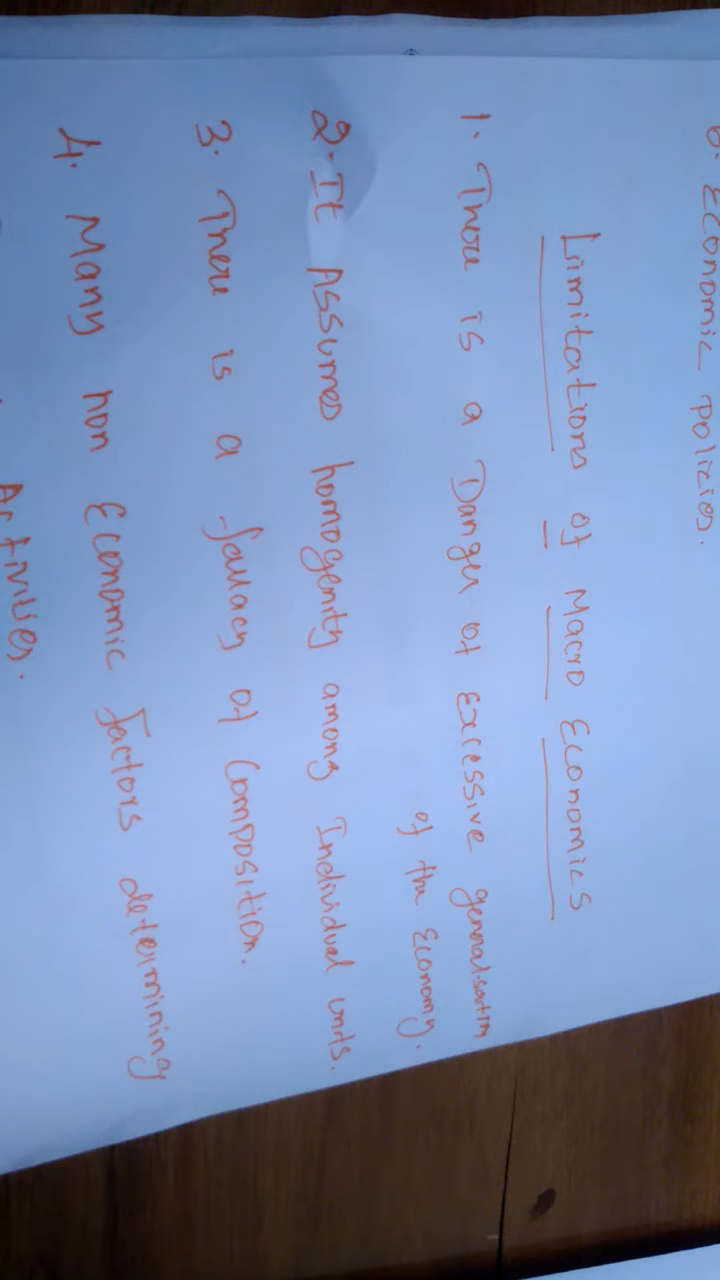 6. Economic policies.
Limitations of Macro Economics
1. There is a Danger of Excessive generalisation
of the Economy.
2. It Assumes homogenity among Individual units.
3. There is a fallacy of Composition.
4. Many non Economic factors determining
Activities.